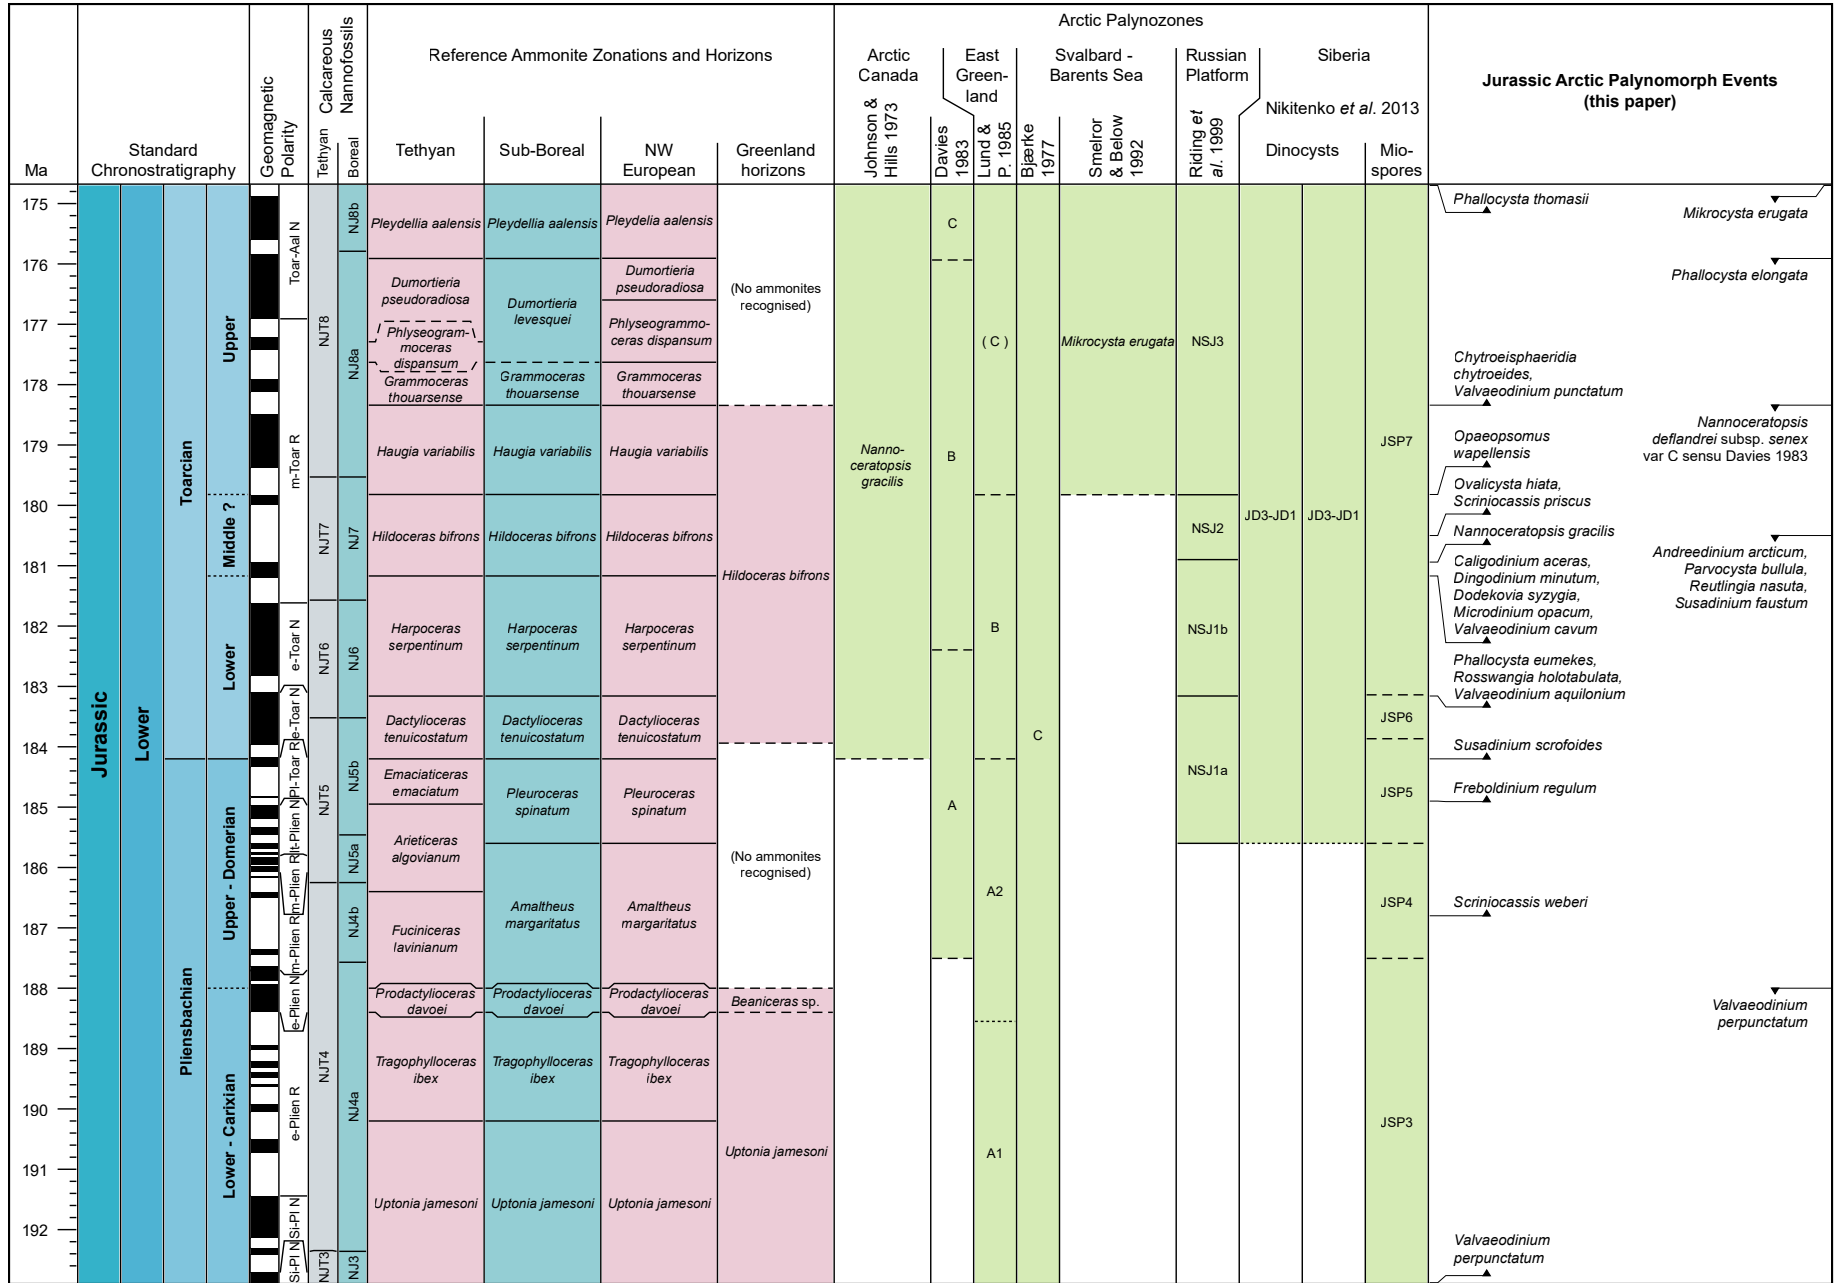 Ma
Standard
Chronostratigraphy
Geomagnetic
Polarity
Calcareous
Nannofossils
Tethyan
Boreal
Reference Ammonite Zonations and Horizons
Tethyan
Sub-Boreal
NW
European
Greenland
horizons
Arctic Palynozones
Arctic
Canada
East
Green-
land
Svalbard -
Barents Sea
Russian
Platform
Siberia
Johnson &
Hills 1973
Davies
1983
Lund &
P. 1985
Bjærke
1977
Smelror
& Below
1992
Riding et
al. 1999
Nikitenko et al. 2013
Dinocysts
Mio-
spores
Jurassic Arctic Palynomorph Events
(this paper)
175
176
177
178
179
180
181
182
183
184
185
186
187
188
189
190
191
192
Jurassic
Lower
Toarcian
Pliensbachian
Upper
Middle ?
Lower
Upper - Domerian
Lower - Carixian
Toar-Aal N
m-Toar R
e-Toar N
e-Toar N
Pl-Toar R
lt-Plien N
lt-Plien R
m-Plien R
m-Plien N
e-Plien N
e-Plien R
Si-Pl N
Si-Pl N
NJT8
NJT7
NJT6
NJT5
NJT4
NJT3
NJ8b
NJ8a
NJ7
NJ6
NJ5b
NJ5a
NJ4b
NJ4a
NJ3
Pleydellia aalensis
Dumortieria
pseudoradiosa
Phlyseogram-
moceras
dispansum
Grammoceras
thouarsense
Haugia variabilis
Hildoceras bifrons
Harpoceras
serpentinum
Dactylioceras
tenuicostatum
Emaciaticeras
emaciatum
Arieticeras
algovianum
Fuciniceras
lavinianum
Prodactylioceras
davoei
Tragophylloceras
ibex
Uptonia jamesoni
Pleydellia aalensis
Dumortieria
levesquei
Grammoceras
thouarsense
Haugia variabilis
Hildoceras bifrons
Harpoceras
serpentinum
Dactylioceras
tenuicostatum
Pleuroceras
spinatum
Amaltheus
margaritatus
Prodactylioceras
davoei
Tragophylloceras
ibex
Uptonia jamesoni
Pleydelia aalensis
Dumortieria
pseudoradiosa
Phlyseogrammo-
ceras dispansum
Grammoceras
thouarsense
Haugia variabilis
Hildoceras bifrons
Harpoceras
serpentinum
Dactylioceras
tenuicostatum
Pleuroceras
spinatum
Amaltheus
margaritatus
Prodactylioceras
davoei
Tragophylloceras
ibex
Uptonia jamesoni
(No ammonites
recognised)
Hildoceras bifrons
(No ammonites
recognised)
Beaniceras sp.
Uptonia jamesoni
Nanno-
ceratopsis
gracilis
C
B
A
( C )
B
A2
A1
C
Mikrocysta erugata
NSJ3
NSJ2
NSJ1b
NSJ1a
JD3-JD1
JD3-JD1
JSP7
JSP6
JSP5
JSP4
JSP3
Phallocysta thomasii
Mikrocysta erugata
Phallocysta elongata
Chytroeisphaeridia
chytroeides,
Valvaeodinium punctatum
Nannoceratopsis
deflandrei subsp. senex
var C sensu Davies 1983
Opaeopsomus
wapellensis
Ovalicysta hiata,
Scriniocassis priscus
Nannoceratopsis gracilis
Andreedinium arcticum,
Parvocysta bullula,
Reutlingia nasuta,
Susadinium faustum
Caligodinium aceras,
Dingodinium minutum,
Dodekovia syzygia,
Microdinium opacum,
Valvaeodinium cavum
Phallocysta eumekes,
Rosswangia holotabulata,
Valvaeodinium aquilonium
Susadinium scrofoides
Freboldinium regulum
Scriniocassis weberi
Valvaeodinium
perpunctatum
Valvaeodinium
perpunctatum